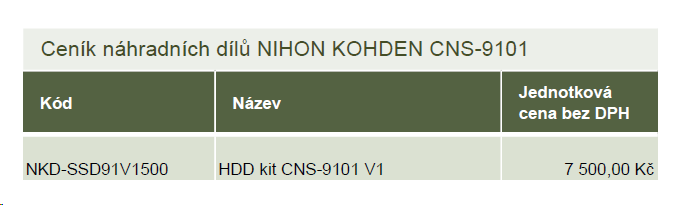 Ceník náhradních dílů NIHON KOHDEN CNS-9101
Kód Název Jednotková
cena bez DPH
NKD-SSD91V1500 HDD kit CNS-9101 V1 7 500,00 Kč